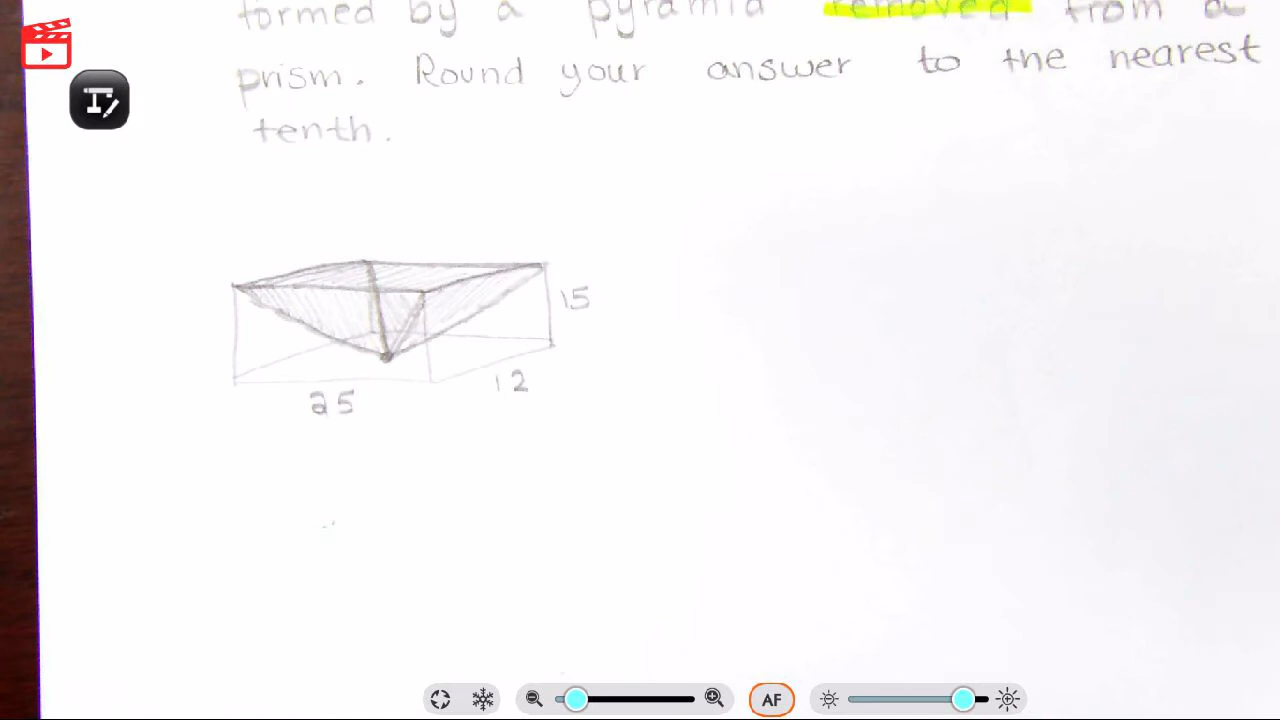 formed by a pyramid removed from a
prism. Round your answer to the nearest
tenth.
15
12
25
AF